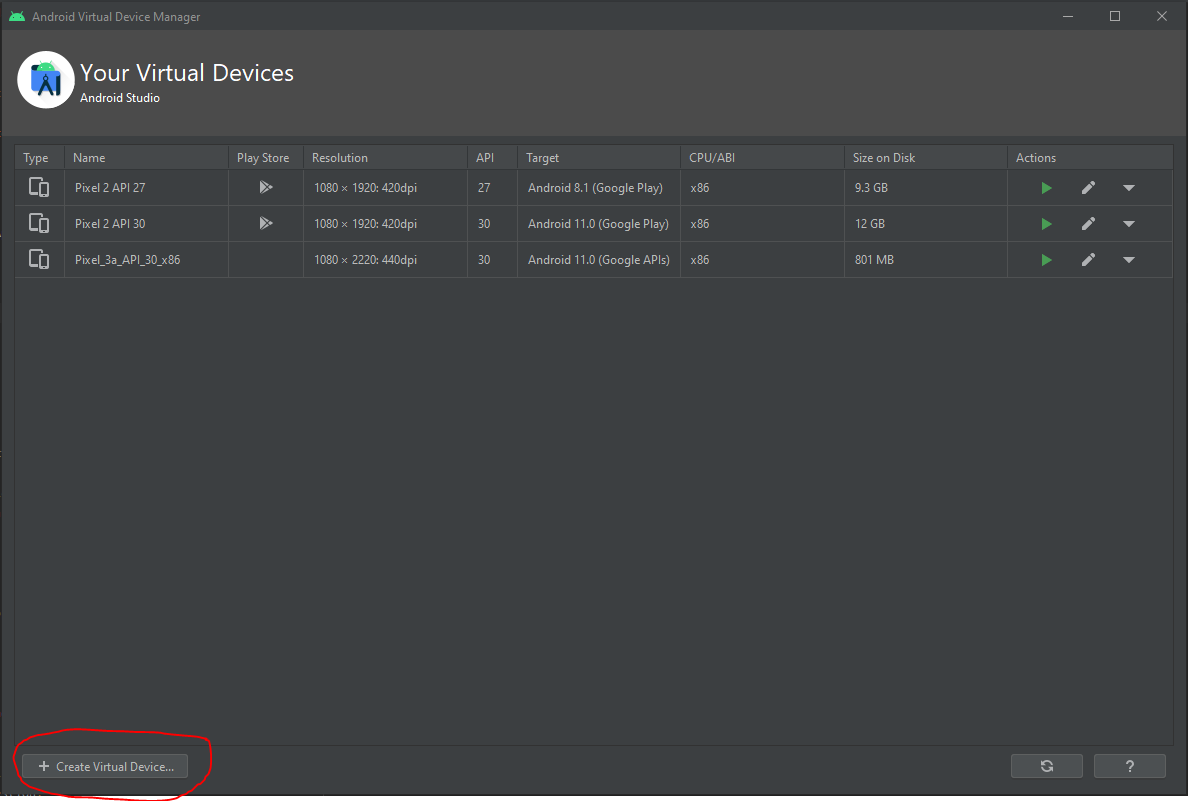 Android Virtual Device Manager
Your Virtual Devices
Android Studio
Type Name Play Store Resolution API Target CPU/ABI Size on Disk Actions
Pixel 2 API 27 1080 × 1920: 420dpi 27 Android 8.1 (Google Play) x86 9.3 GB
Pixel 2 API 30 1080 × 1920: 420dpi 30 Android 11.0 (Google Play) x86 12 GB
Pixel_3a_API_30_x86 1080 × 2220: 440dpi 30 Android 11.0 (Google APIs) x86 801 MB
+ Create Virtual Device... ?